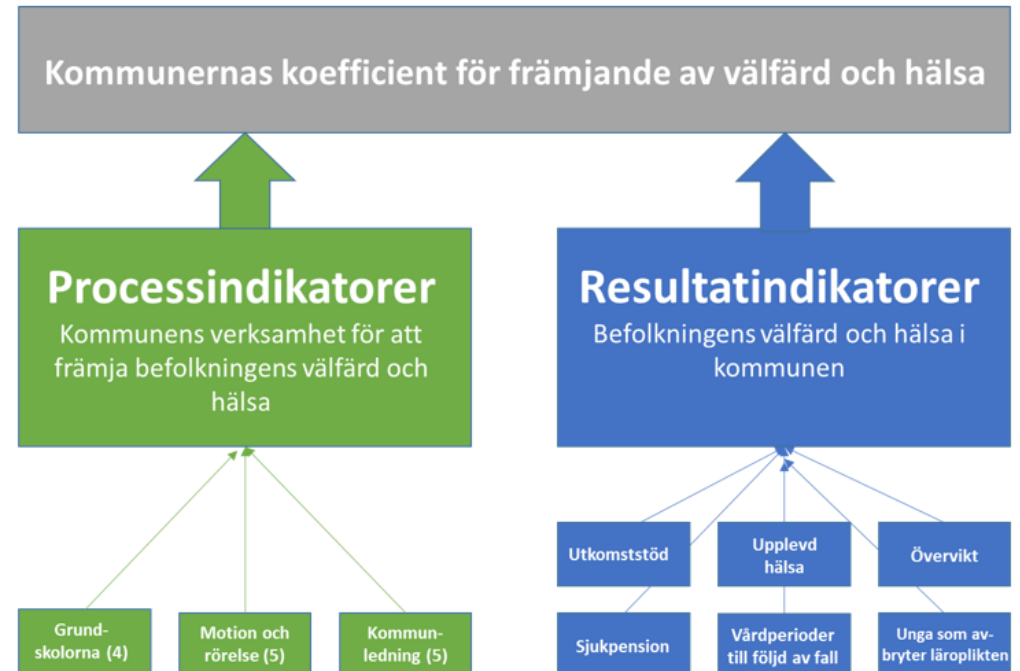 Kommunernas koefficient för främjande av välfärd och hälsa
Processindikatorer
Kommunens verksamhet för att
främja befolkningens välfärd och
hälsa
Resultatindikatorer
Befolkningens välfärd och hälsa i
kommunen
Utkomststöd
Upplevd
hälsa
Övervikt
Grund-
skolorna (4)
Motion och
rörelse (5)
Kommun-
ledning (5)
Sjukpension
Vårdperioder
till följd av fall
Unga som av-
bryter läroplikten